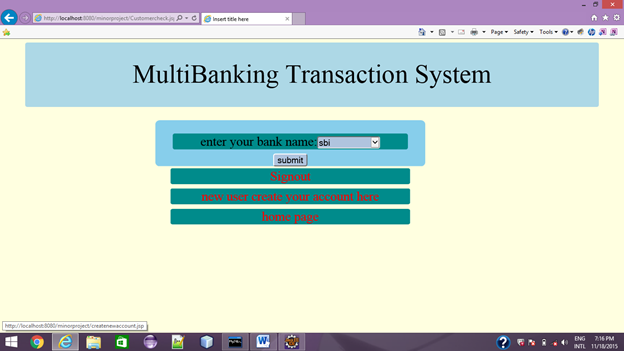 http://localhost:8080/minorproject/Customercheck.jsp
Insert title here
Page
Safety
Tools
MultiBanking Transaction System
enter your bank name: sbi
submit
Signout
new user create your account here
home page
http://localhost:8080/minorproject/createnewaccount.jsp
ENG
7:16 PM
INTL
11/18/2015